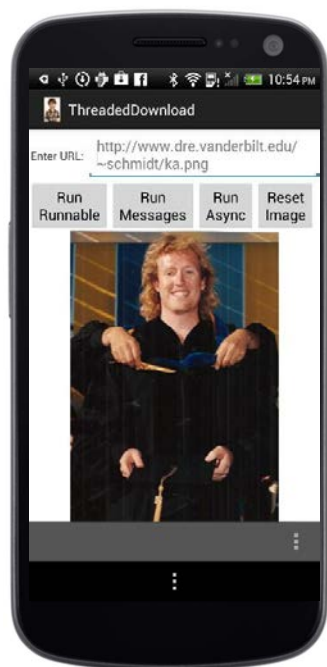 10:54 PM
ThreadedDownload
Enter URL:
http://www.dre.vanderbilt.edu/
~schmidt/ka.png
Run
Runnable
Run
Messages
Run
Async
Reset
Image